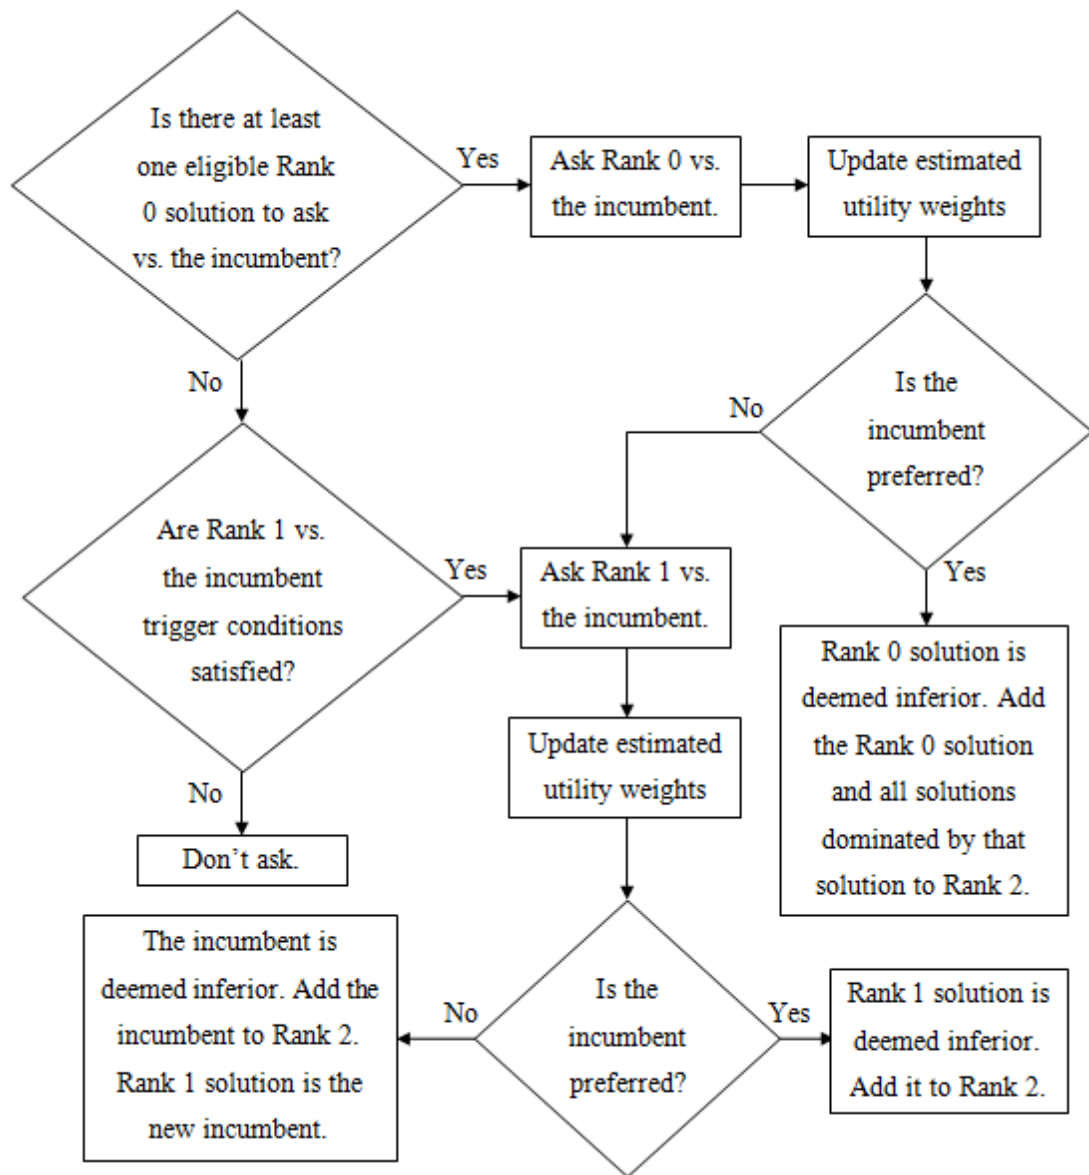 Is there at least
one eligible Rank
0 solution to ask
vs. the incumbent?
Yes
Ask Rank 0 vs.
the incumbent.
Update estimated
utility weights
No
Is the
incumbent
preferred?
No
Yes
Are Rank 1 vs.
the incumbent
trigger conditions
satisfied?
Yes
Ask Rank 1 vs.
the incumbent.
Rank 0 solution is
deemed inferior. Add
the Rank 0 solution
and all solutions
dominated by that
solution to Rank 2.
Update estimated
utility weights
No
Don’t ask.
Is the
incumbent
preferred?
No
The incumbent is
deemed inferior. Add the
incumbent to Rank 2.
Rank 1 solution is the
new incumbent.
Yes
Rank 1 solution is
deemed inferior.
Add it to Rank 2.